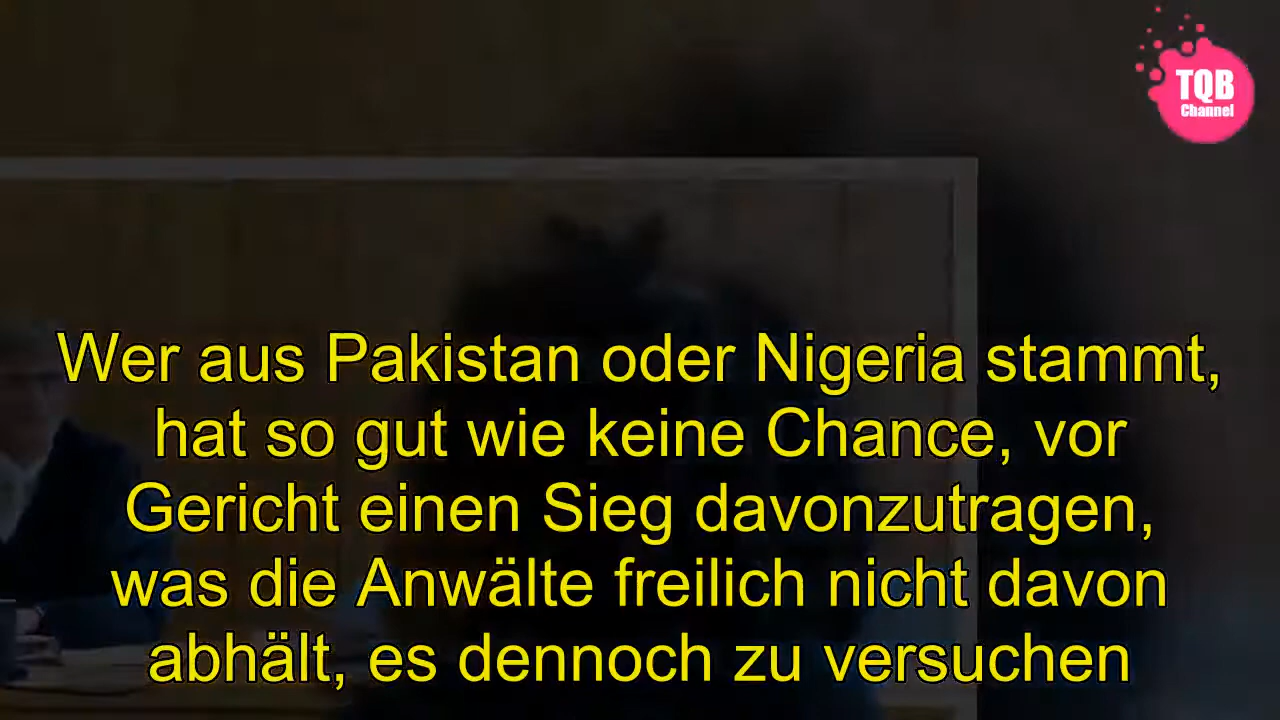 TQB
Channel
Wer aus Pakistan oder Nigeria stammt,
hat so gut wie keine Chance, vor
Gericht einen Sieg davonzutragen,
was die Anwälte freilich nicht davon
abhält, es dennoch zu versuchen